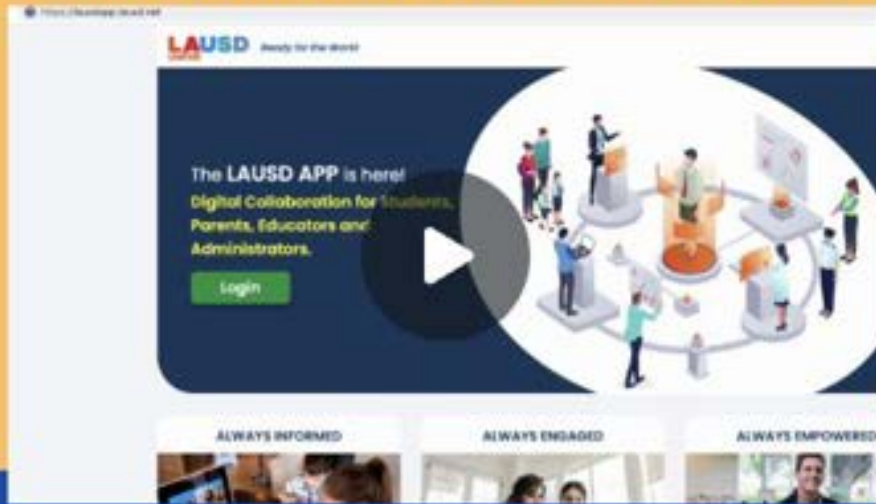 LAUSD
Ready for the World
The LAUSD APP is here!
Digital Collaboration for Students,
Parents, Educators and
Administrators.
Login
ALWAYS INFORMED
ALWAYS ENGAGED
ALWAYS EMPOWERED